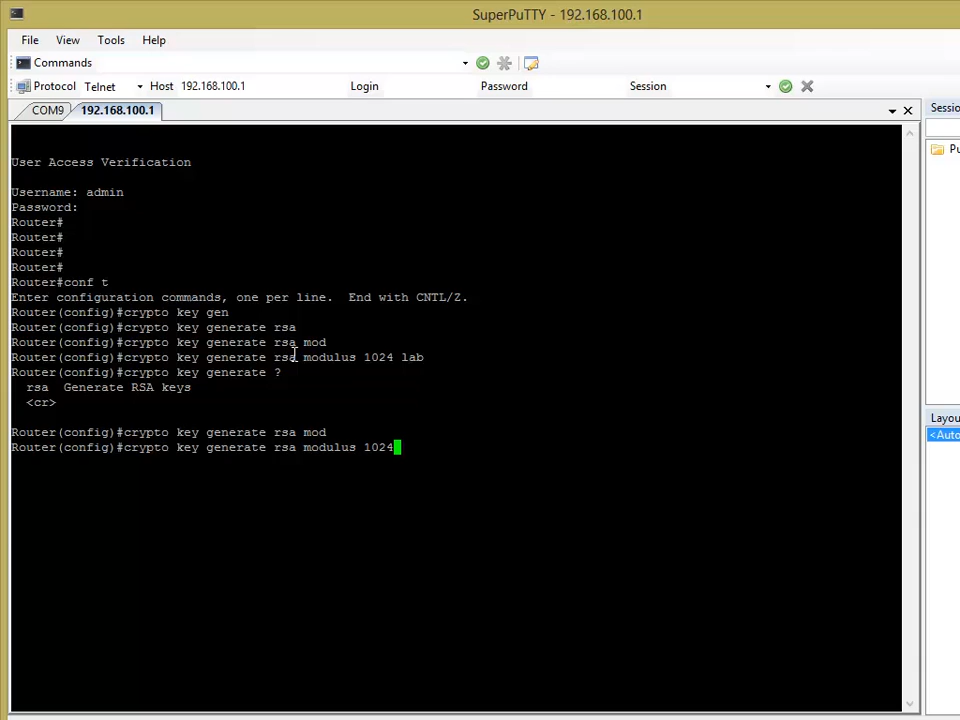 SuperPuTTY - 192.168.100.1
File View Tools Help
Commands
Protocol Telnet Host 192.168.100.1 Login Password Session
COM9 192.168.100.1
Sessio
Pu
User Access Verification
Username: admin
Password:
Router#
Router#
Router#
Router#
Router#conf t
Enter configuration commands, one per line.  End with CNTL/Z.
Router(config)#crypto key gen
Router(config)#crypto key generate rsa
Router(config)#crypto key generate rsa mod
Router(config)#crypto key generate rsa modulus 1024 lab
Router(config)#crypto key generate ?
rsa  Generate RSA keys
<cr>
Router(config)#crypto key generate rsa mod
Router(config)#crypto key generate rsa modulus 1024
Layou
<Auto